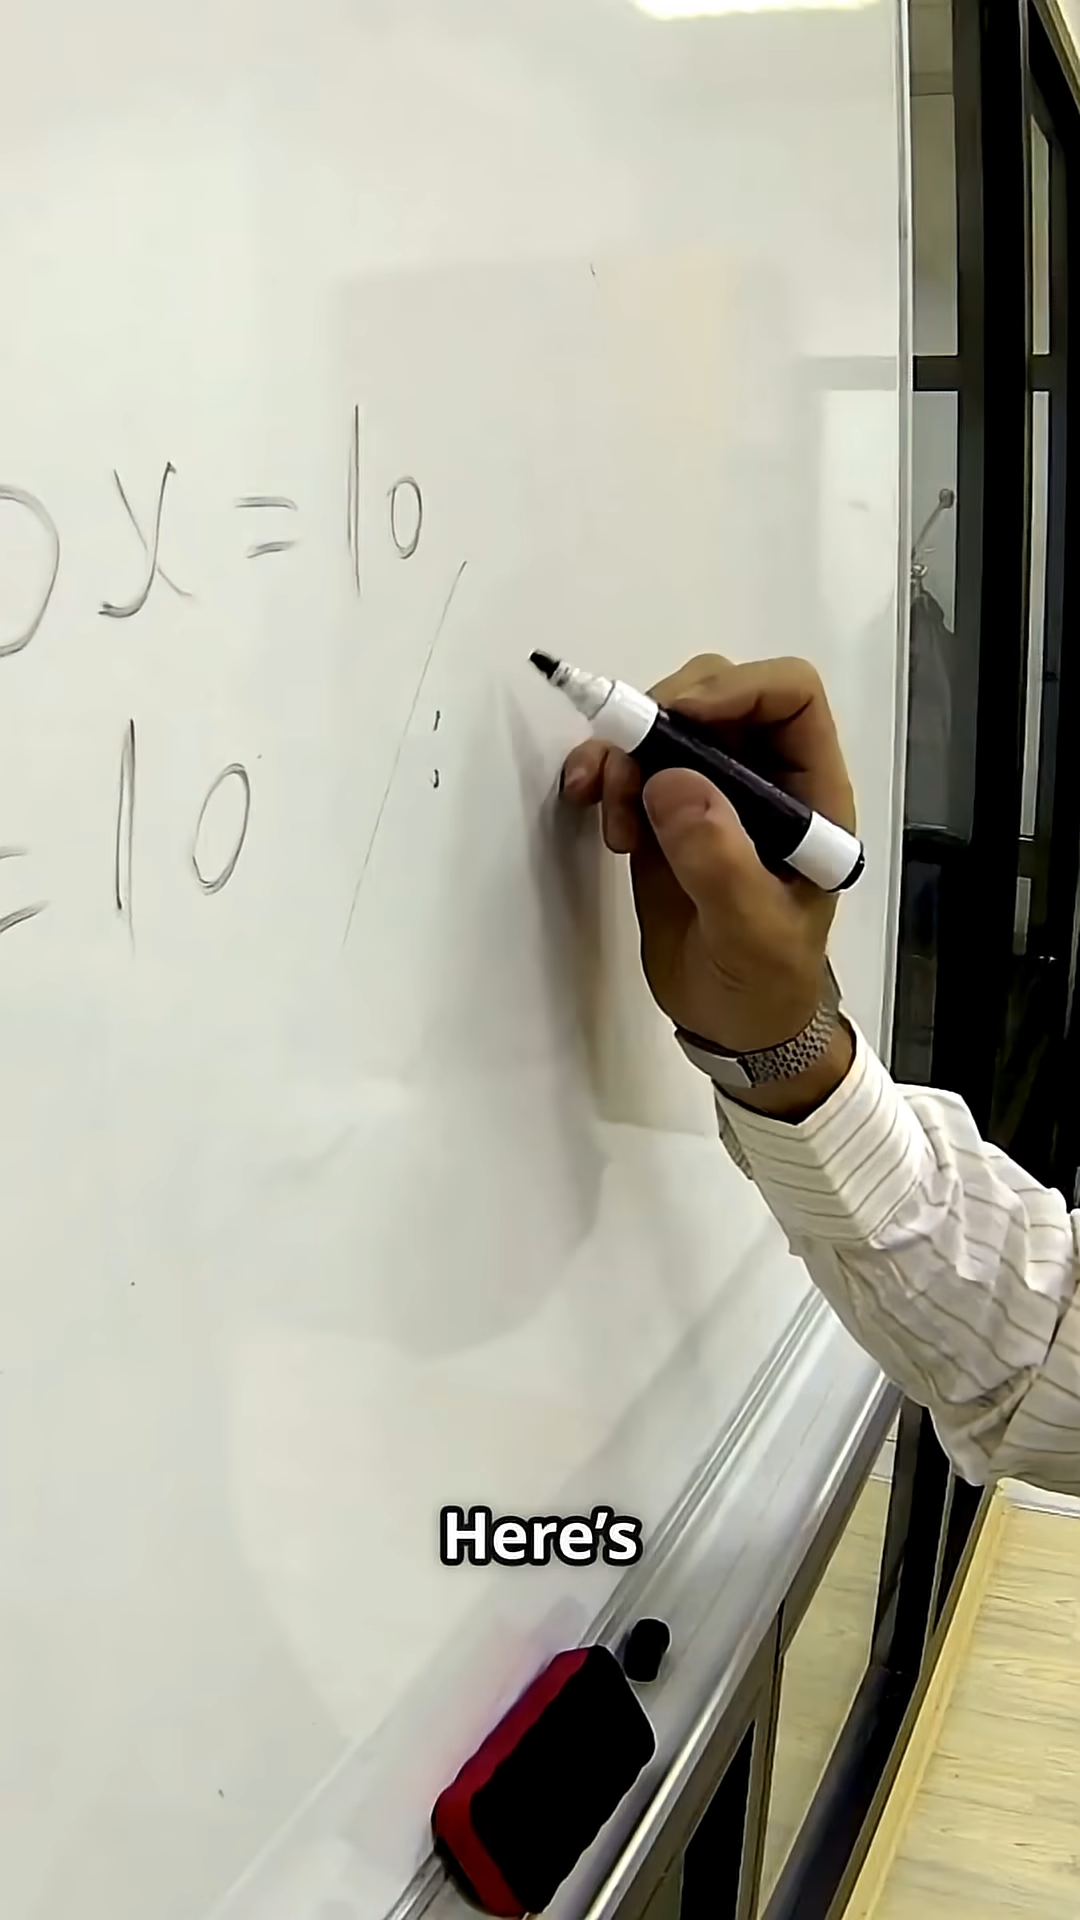 x = 10
= 10 /:
Here's